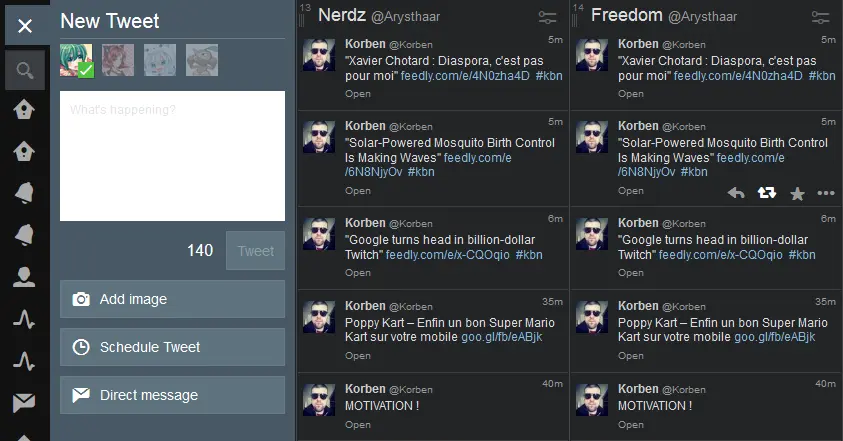 New Tweet
What's happening?
140
Tweet
Add image
Schedule Tweet
Direct message
13
Nerdz @Arysthaar
Korben @Korben 5m
"Xavier Chotard : Diaspora, c'est pas
pour moi" feedly.com/e/4N0zha4D #kbn
Open
Korben @Korben 5m
"Solar-Powered Mosquito Birth Control
Is Making Waves" feedly.com/e
/6N8NjyOv #kbn
Open
Korben @Korben 6m
"Google turns head in billion-dollar
Twitch" feedly.com/e/x-CQOqio #kbn
Open
Korben @Korben 35m
Poppy Kart – Enfin un bon Super Mario
Kart sur votre mobile goo.gl/fb/eABjk
Open
Korben @Korben 40m
MOTIVATION !
Open
14
Freedom @Arysthaar
Korben @Korben 5m
"Xavier Chotard : Diaspora, c'est pas
pour moi" feedly.com/e/4N0zha4D #kbn
Open
Korben @Korben 5m
"Solar-Powered Mosquito Birth Control
Is Making Waves" feedly.com/e
/6N8NjyOv #kbn
Open
Korben @Korben 6m
"Google turns head in billion-dollar
Twitch" feedly.com/e/x-CQOqio #kbn
Open
Korben @Korben 35m
Poppy Kart – Enfin un bon Super Mario
Kart sur votre mobile goo.gl/fb/eABjk
Open
Korben @Korben 40m
MOTIVATION !
Open